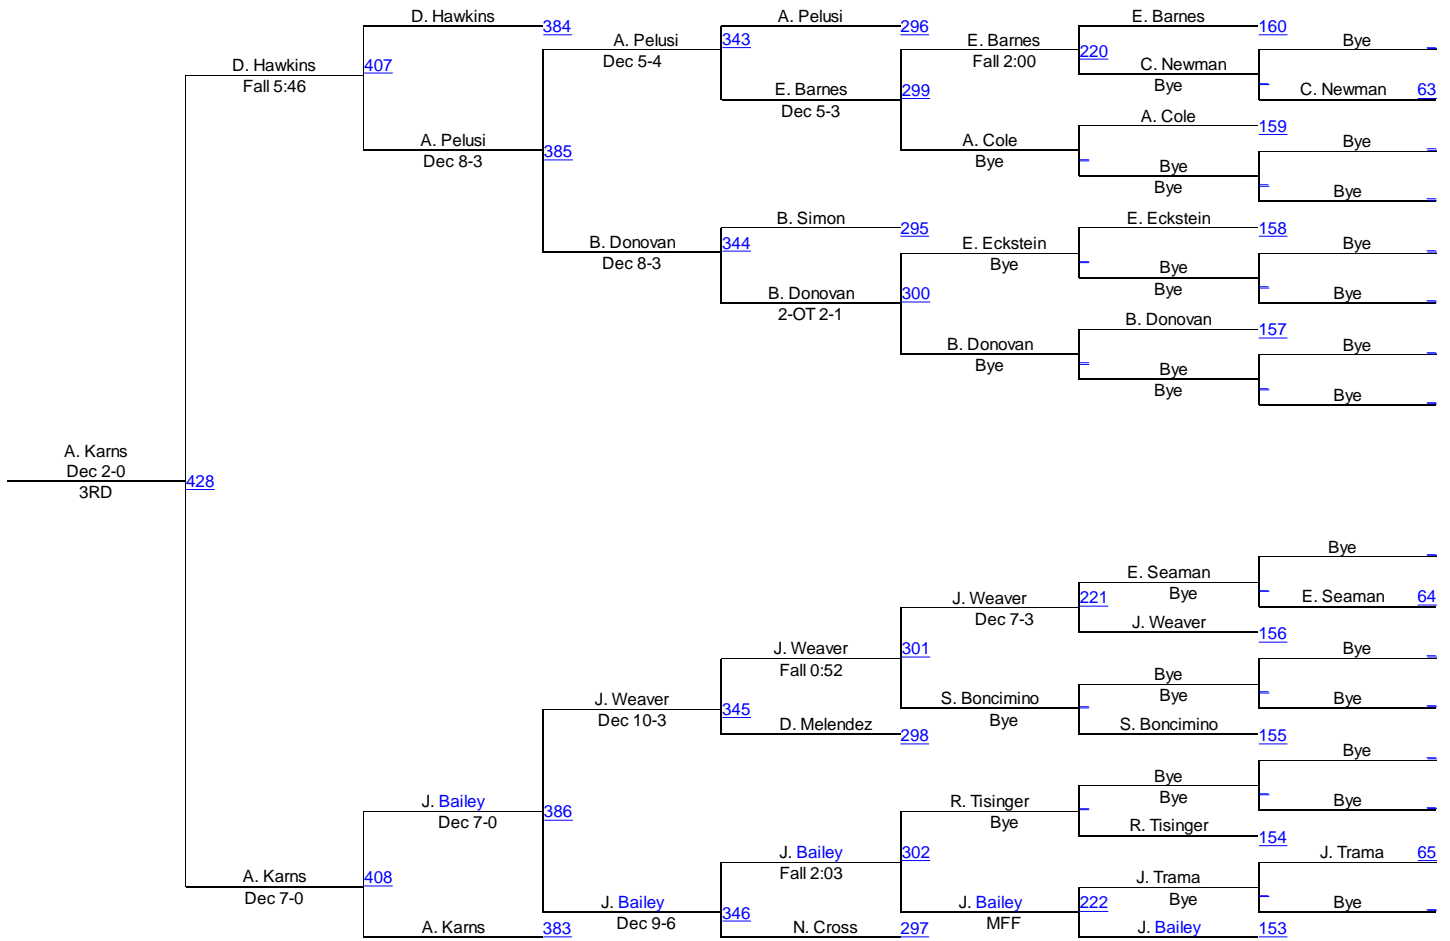 D. Hawkins
384
A. Pelusi
296
E. Barnes
160
A. Pelusi
343
E. Barnes
220
Bye
D. Hawkins
407
Dec 5-4
Fall 2:00
C. Newman
Fall 5:46
E. Barnes
299
Bye
C. Newman
63
Dec 5-3
A. Cole
159
A. Pelusi
385
A. Cole
Bye
Dec 8-3
Bye
Bye
Bye
Bye
B. Simon
295
E. Eckstein
158
B. Donovan
344
E. Eckstein
Bye
Dec 8-3
Bye
Bye
B. Donovan
300
Bye
Bye
2-OT 2-1
B. Donovan
157
B. Donovan
Bye
Bye
Bye
Bye
Bye
A. Karns
Dec 2-0
428
3RD
Bye
E. Seaman
J. Weaver
221
Bye
E. Seaman
64
Dec 7-3
J. Weaver
156
J. Weaver
301
Bye
Fall 0:52
Bye
J. Weaver
345
S. Boncimino
Bye
Bye
Dec 10-3
D. Melendez
298
Bye
S. Boncimino
155
Bye
Bye
J. Bailey
386
R. Tisinger
Bye
Bye
Dec 7-0
Bye
R. Tisinger
154
J. Bailey
302
J. Trama
65
A. Karns
408
Fall 2:03
J. Trama
Dec 7-0
J. Bailey
346
J. Bailey
222
Bye
Bye
A. Karns
383
Dec 9-6
N. Cross
297
MFF
J. Bailey
153